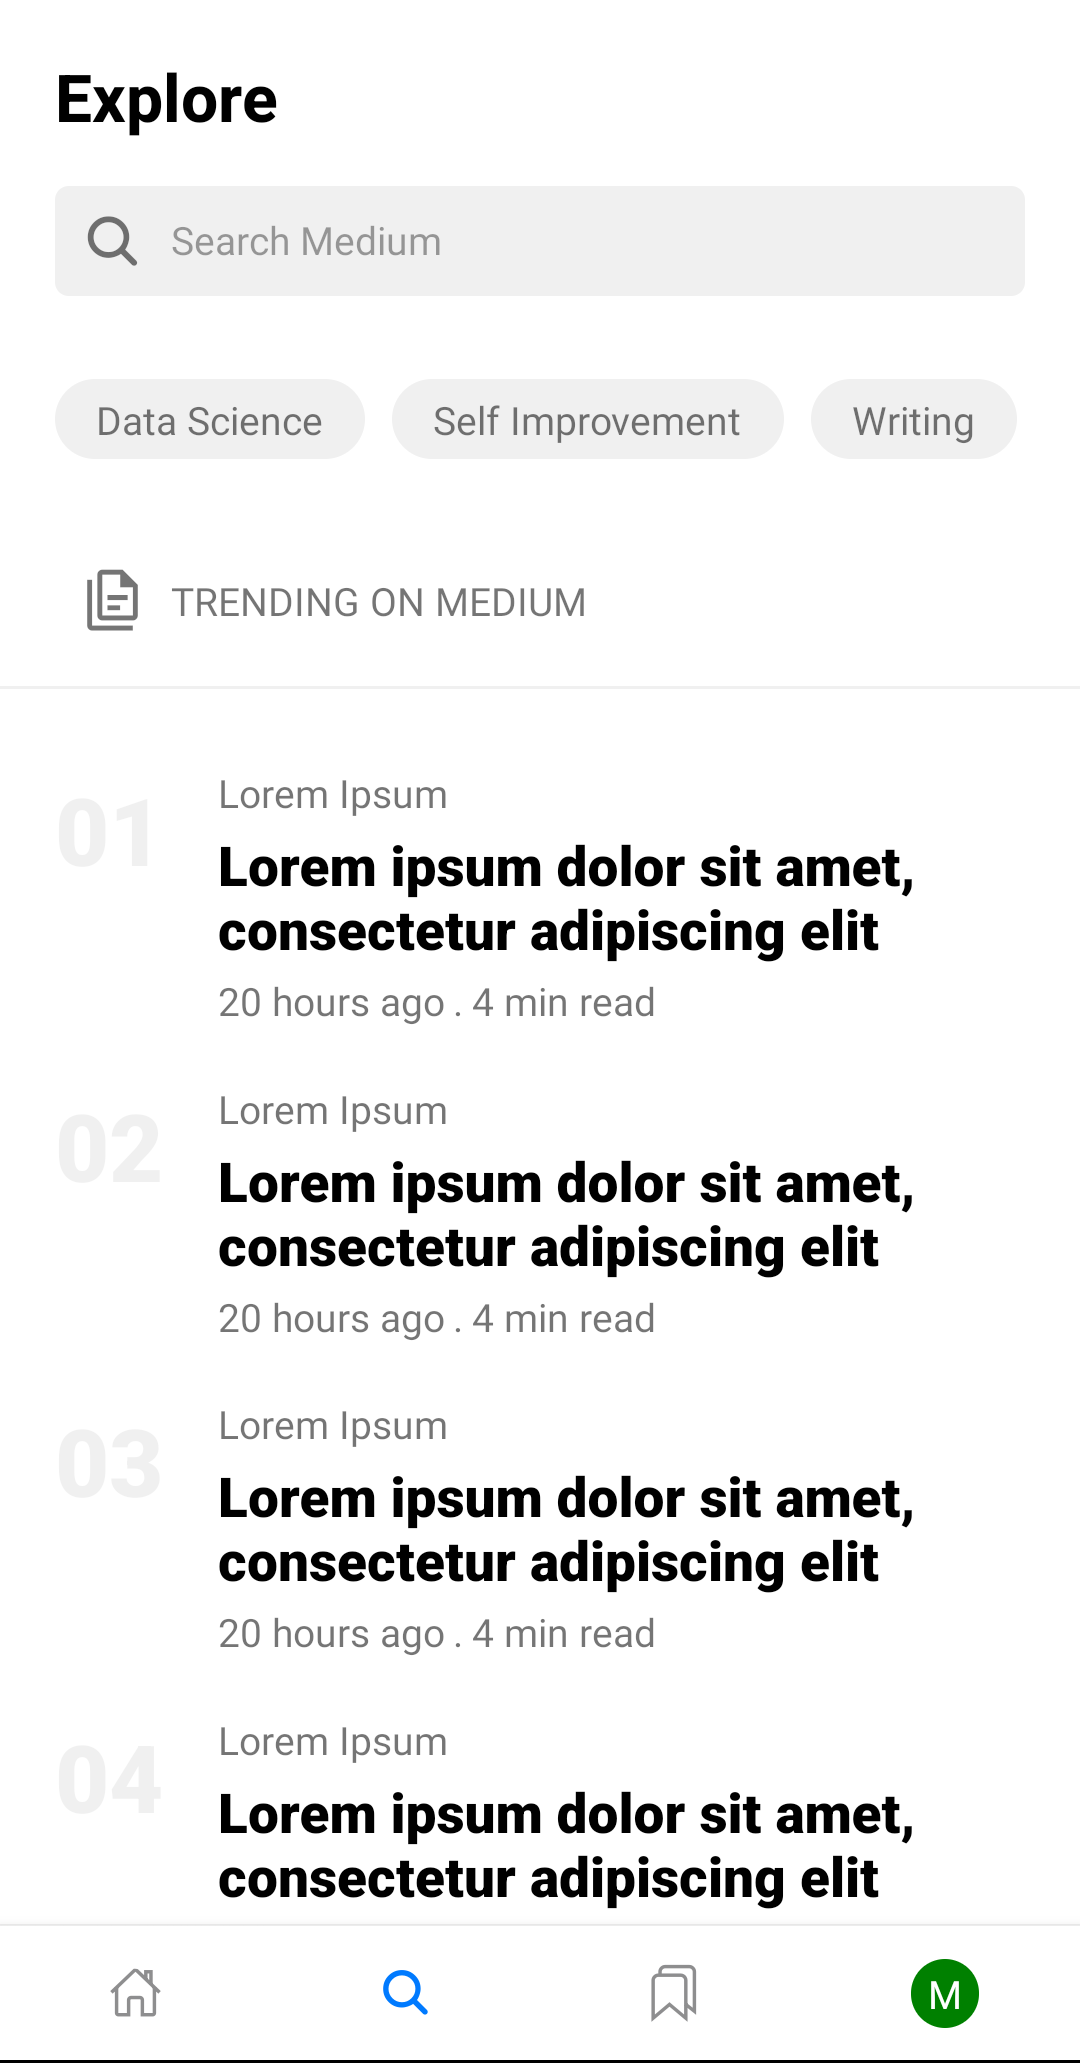 Explore
Search Medium
Data Science
Self Improvement
Writing
TRENDING ON MEDIUM
01
Lorem Ipsum
Lorem ipsum dolor sit amet,
consectetur adipiscing elit
20 hours ago . 4 min read
02
Lorem Ipsum
Lorem ipsum dolor sit amet,
consectetur adipiscing elit
20 hours ago . 4 min read
03
Lorem Ipsum
Lorem ipsum dolor sit amet,
consectetur adipiscing elit
20 hours ago . 4 min read
04
Lorem Ipsum
Lorem ipsum dolor sit amet,
consectetur adipiscing elit
M